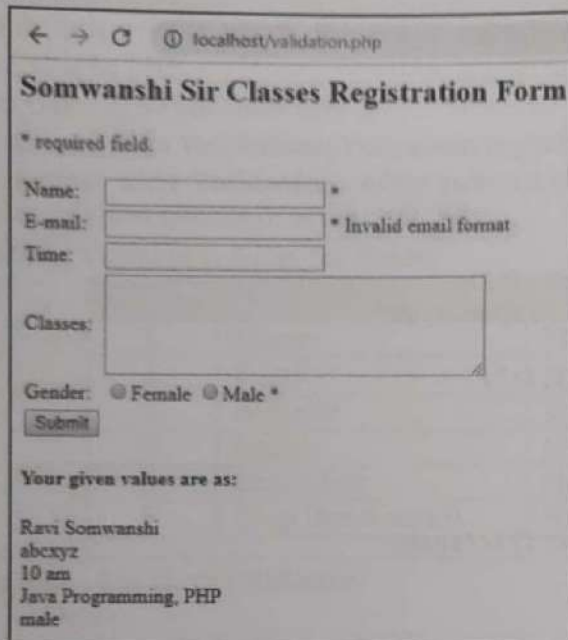 localhost/validation.php
Somwanshi Sir Classes Registration Form
* required field.
Name: *
E-mail: * Invalid email format
Time:
Classes:
Gender: Female Male *
Submit
Your given values are as:
Ravi Somwanshi
abcxyz
10 am
Java Programming, PHP
male